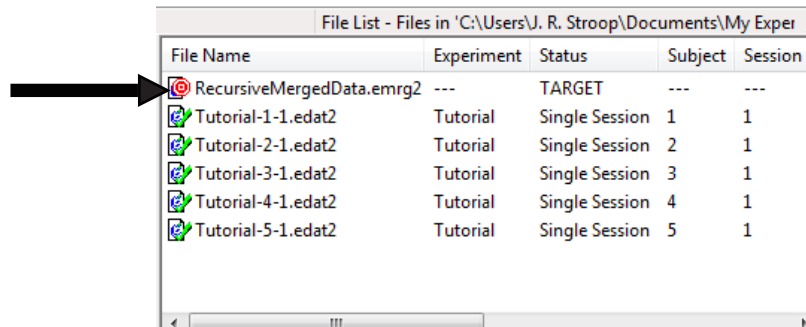 File List - Files in 'C:\Users\J. R. Stroop\Documents\My Exper
File Name Experiment Status Subject Session
RecursiveMergedData.emrg2 --- TARGET --- ---
Tutorial-1-1.edat2 Tutorial Single Session 1 1
Tutorial-2-1.edat2 Tutorial Single Session 2 1
Tutorial-3-1.edat2 Tutorial Single Session 3 1
Tutorial-4-1.edat2 Tutorial Single Session 4 1
Tutorial-5-1.edat2 Tutorial Single Session 5 1